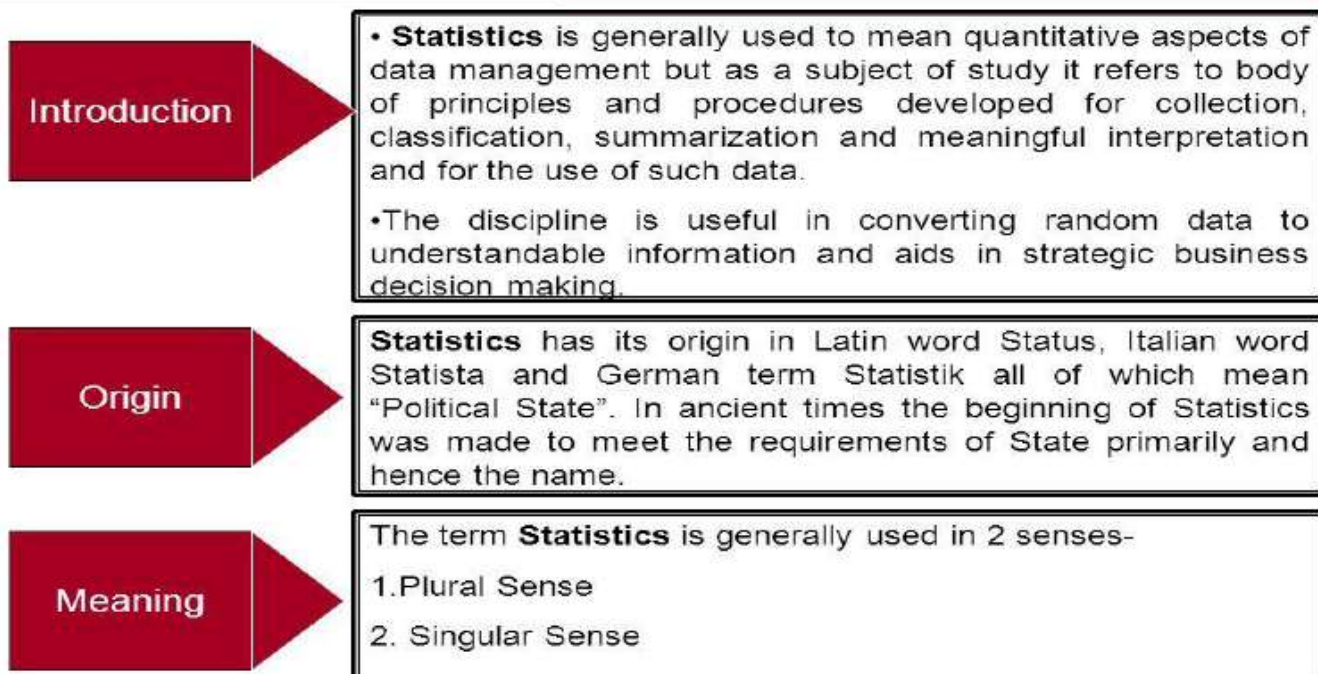 Introduction
• Statistics is generally used to mean quantitative aspects of
data management but as a subject of study it refers to body
of principles and procedures developed for collection,
classification, summarization and meaningful interpretation
and for the use of such data.
•The discipline is useful in converting random data to
understandable information and aids in strategic business
decision making.
Origin
Statistics has its origin in Latin word Status, Italian word
Statista and German term Statistik all of which mean
“Political State”. In ancient times the beginning of Statistics
was made to meet the requirements of State primarily and
hence the name.
Meaning
The term Statistics is generally used in 2 senses-
1.Plural Sense
2. Singular Sense